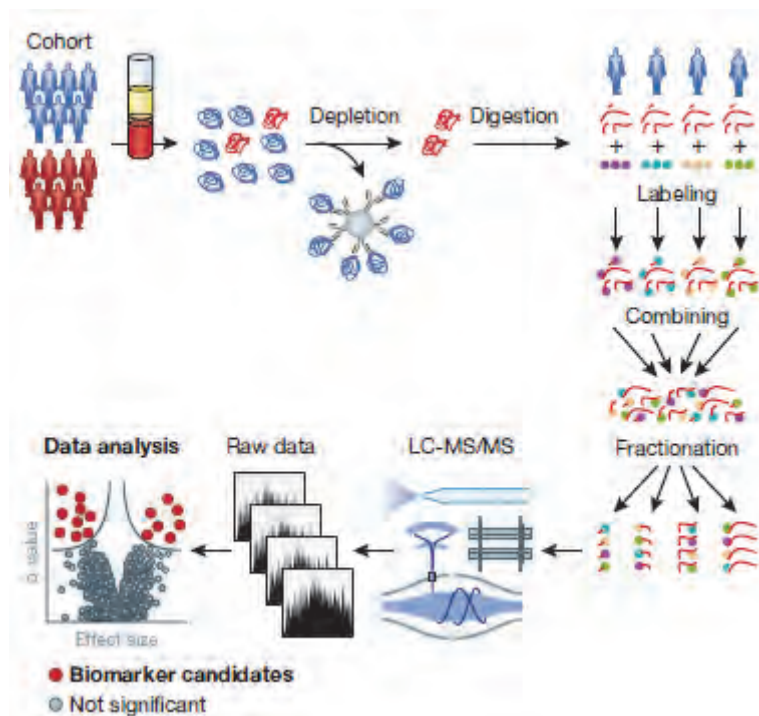 Cohort
Depletion
Digestion
Labeling
Combining
Fractionation
LC-MS/MS
Raw data
Data analysis
p value
Effect size
Biomarker candidates
Not significant